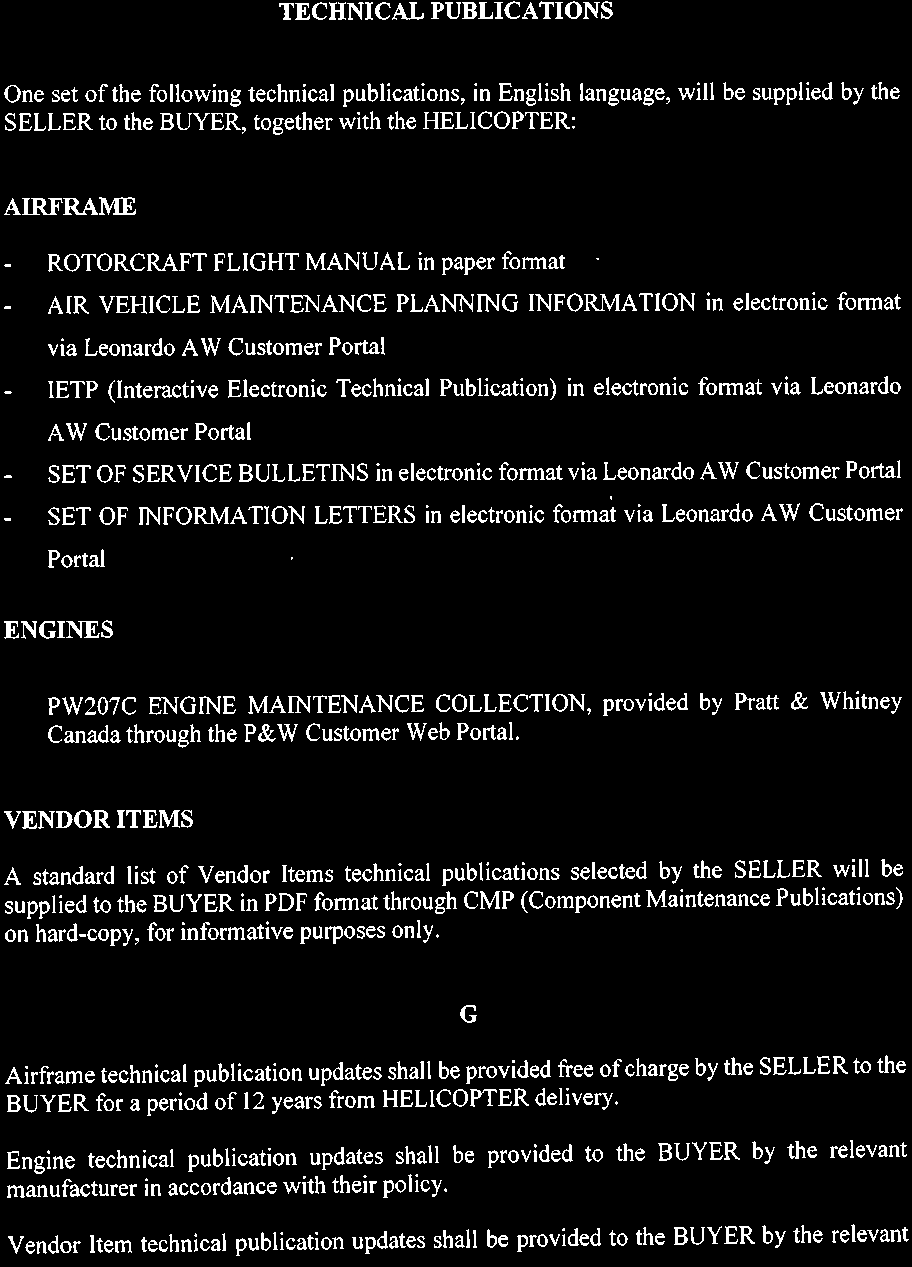 TECHNICAL PUBLICATIONS
One set of the following technical publications, in English language, will be supplied by the
SELLER to the BUYER, together with the HELICOPTER:
AIRFRAME
- ROTORCRAFT FLIGHT MANUAL in paper format
- AIR VEHICLE MAINTENANCE PLANNING INFORMATION in electronic format
via Leonardo AW Customer Portal
- IETP (Interactive Electronic Technical Publication) in electronic format via Leonardo
AW Customer Portal
- SET OF SERVICE BULLETINS in electronic format via Leonardo AW Customer Portal
- SET OF INFORMATION LETTERS in electronic format via Leonardo AW Customer
Portal
ENGINES
PW207C ENGINE MAINTENANCE COLLECTION, provided by Pratt & Whitney
Canada through the P&W Customer Web Portal.
VENDOR ITEMS
A standard list of Vendor Items technical publications selected by the SELLER will be
supplied to the BUYER in PDF format through CMP (Component Maintenance Publications)
on hard-copy, for informative purposes only.
G
Airframe technical publication updates shall be provided free of charge by the SELLER to the
BUYER for a period of 12 years from HELICOPTER delivery.
Engine technical publication updates shall be provided to the BUYER by the relevant
manufacturer in accordance with their policy.
Vendor Item technical publication updates shall be provided to the BUYER by the relevant